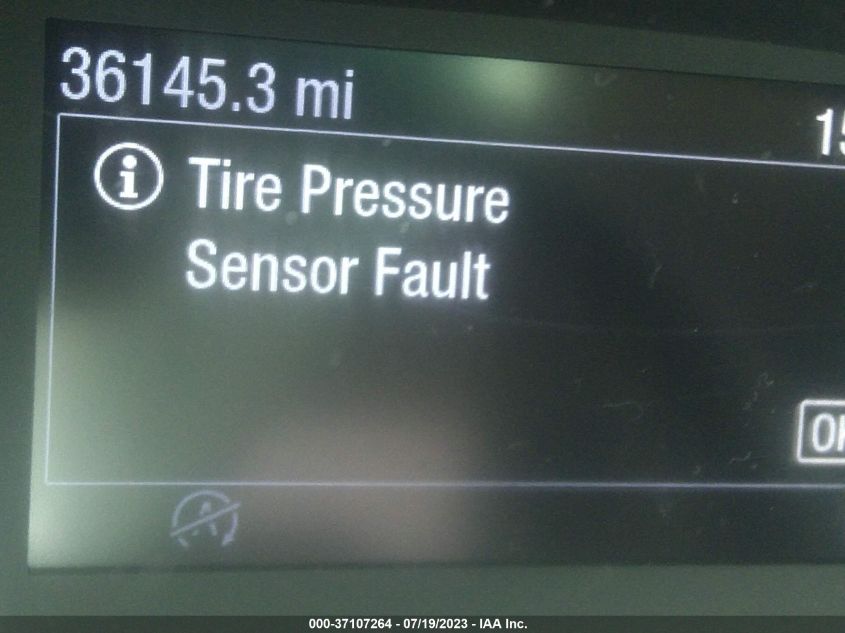 36145.3 mi
Tire Pressure
Sensor Fault
A
000-37107264 - 07/19/2023 - IAA Inc.